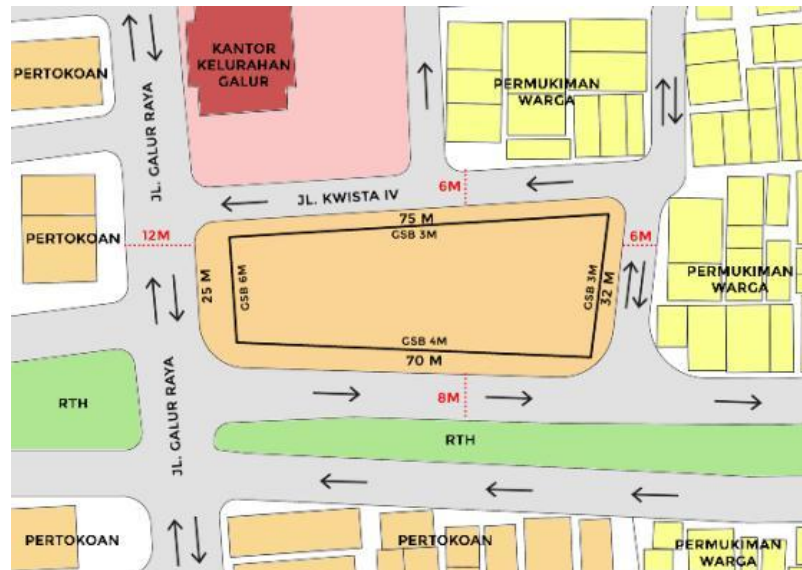 KANTOR
KELURAHAN
GALUR
PERTOKOAN
JL. GALUR RAYA
PERMUKIMAN
WARGA
6M
JL. KWISTA IV
75 M
GSB 3M
PERTOKOAN
12M
25 M
GSB 6M
GSB 3M
32 M
6M
PERMUKIMAN
WARGA
GSB 4M
70 M
8M
RTH
JL. GALUR RAYA
RTH
PERTOKOAN
PERTOKOAN
PERMUKIMAN
WARGA